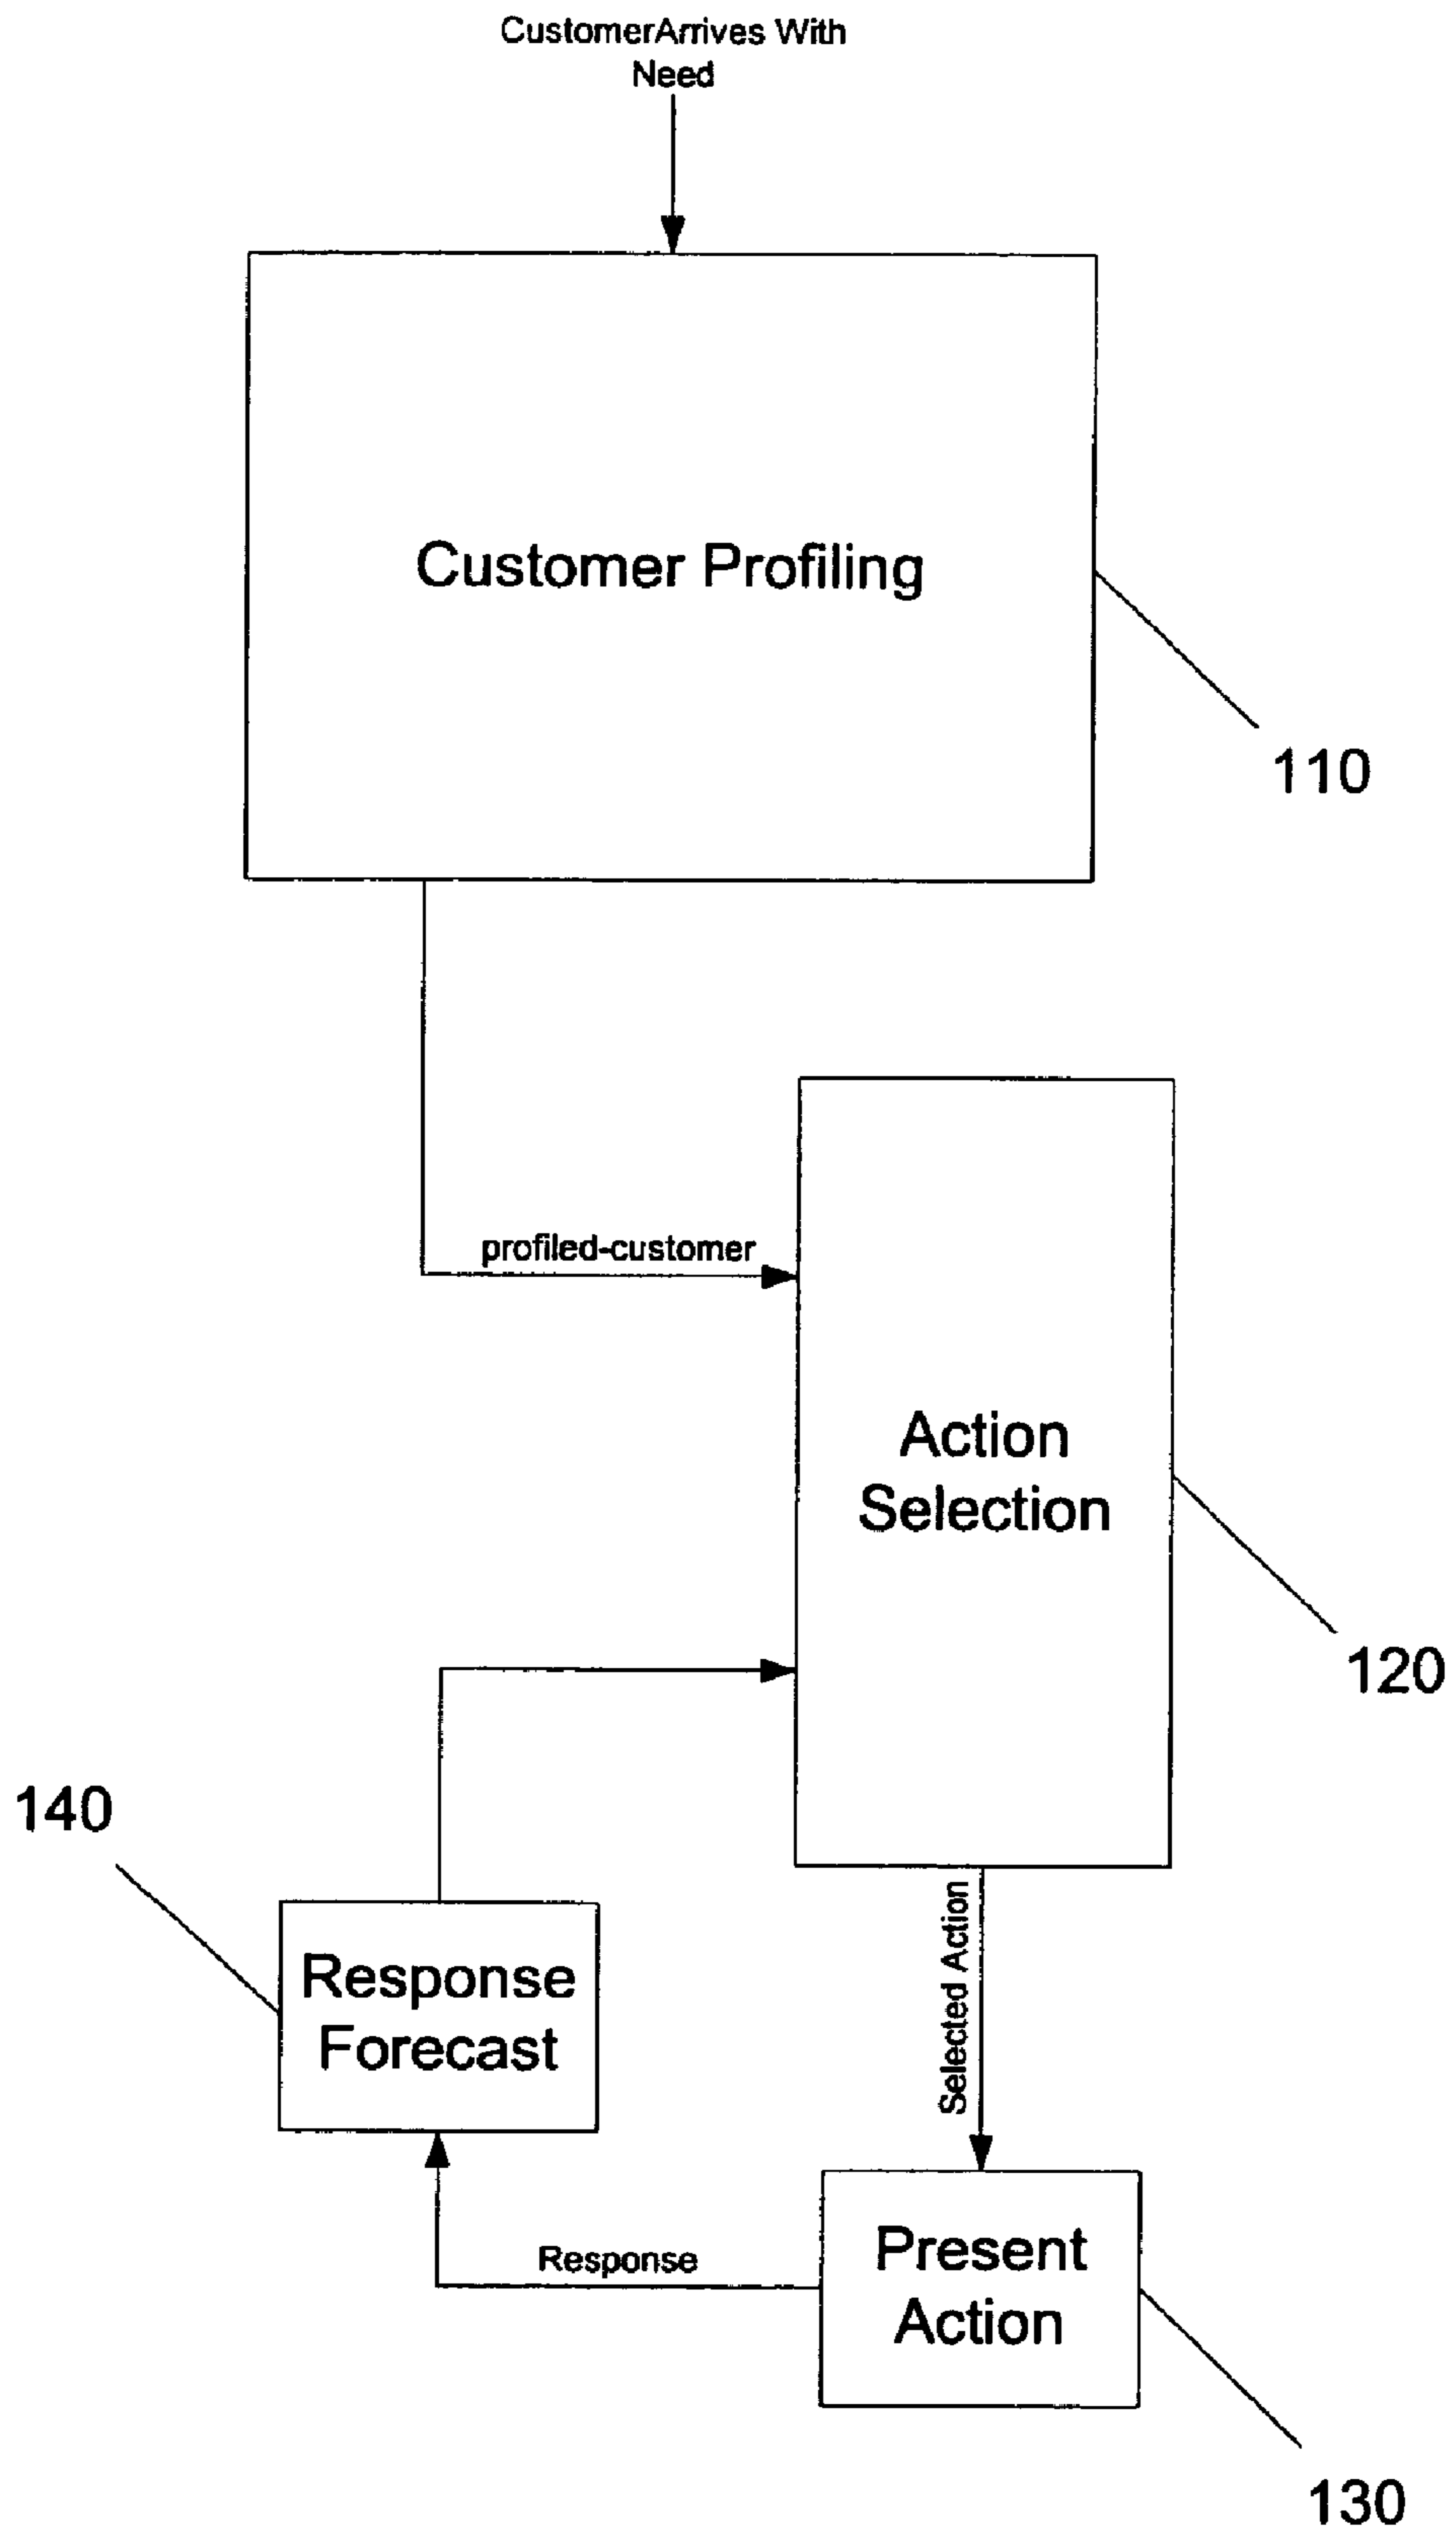 CustomerArrives With
Need
Customer Profiling
110
profiled-customer
Action
Selection
120
140
Response
Forecast
Selected Action
Response
Present
Action
130